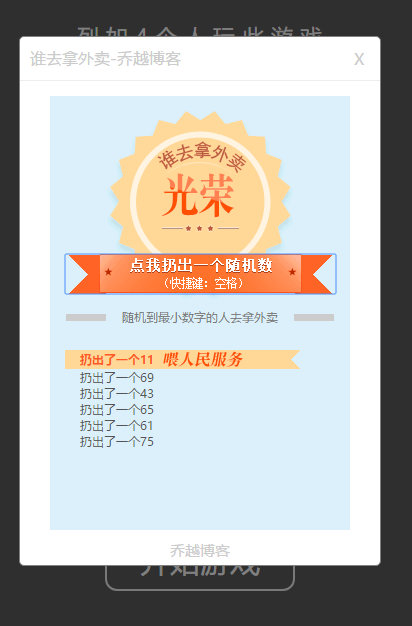 列如4个人玩此游戏
谁去拿外卖-乔越博客 X
谁去拿外卖
光荣
点我扔出一个随机数
（快捷键：空格）
随机到最小数字的人去拿外卖
扔出了一个11 喂人民服务
扔出了一个69
扔出了一个43
扔出了一个65
扔出了一个61
扔出了一个75
乔越博客
开始游戏